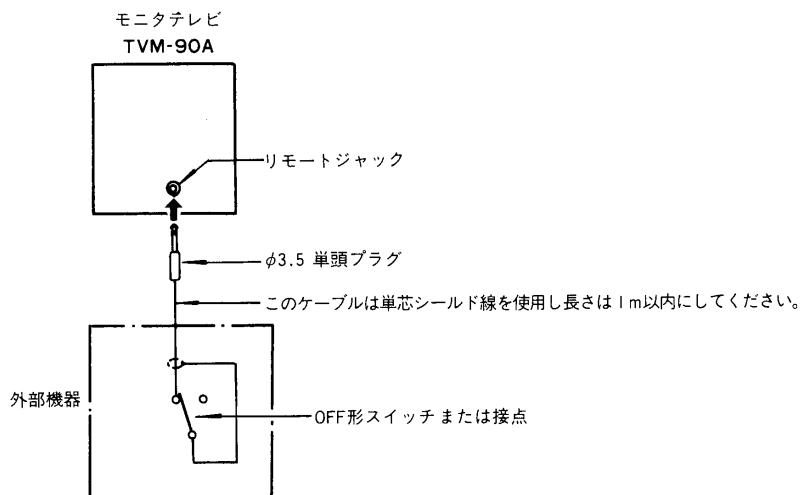 モニタテレビ
TVM-90A
リモートジャック
φ3.5 単頭プラグ
このケーブルは単芯シールド線を使用し長さは1m以内にしてください。
外部機器
OFF形スイッチまたは接点